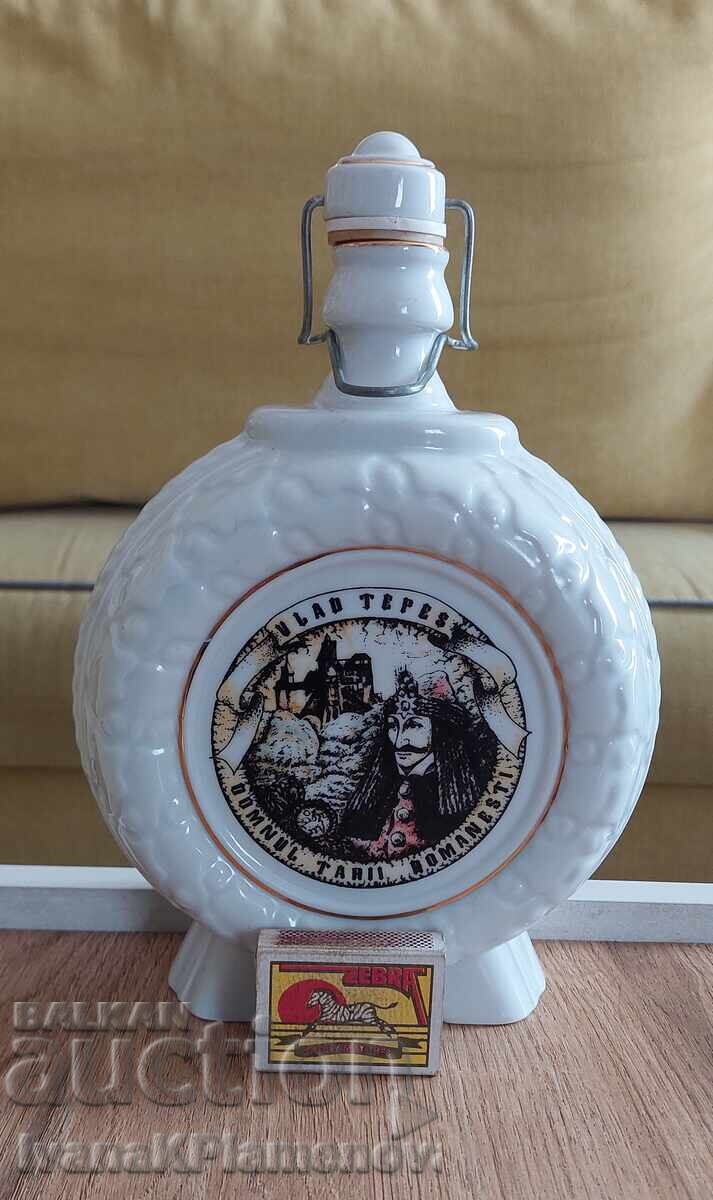 VLAD TEPES
DOMNUL TARII ROMANESTI
ZEBRA
BALKAN
auction
IvanaKPlamenov